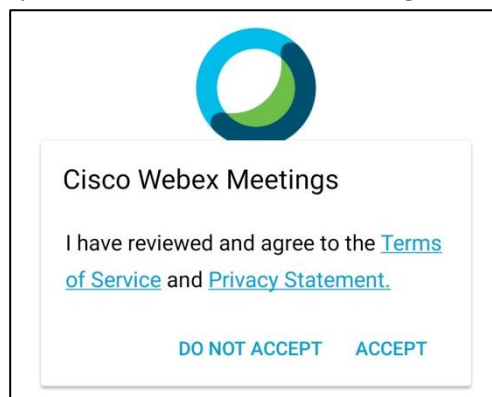 Cisco Webex Meetings
I have reviewed and agree to the Terms
of Service and Privacy Statement.
DO NOT ACCEPT ACCEPT